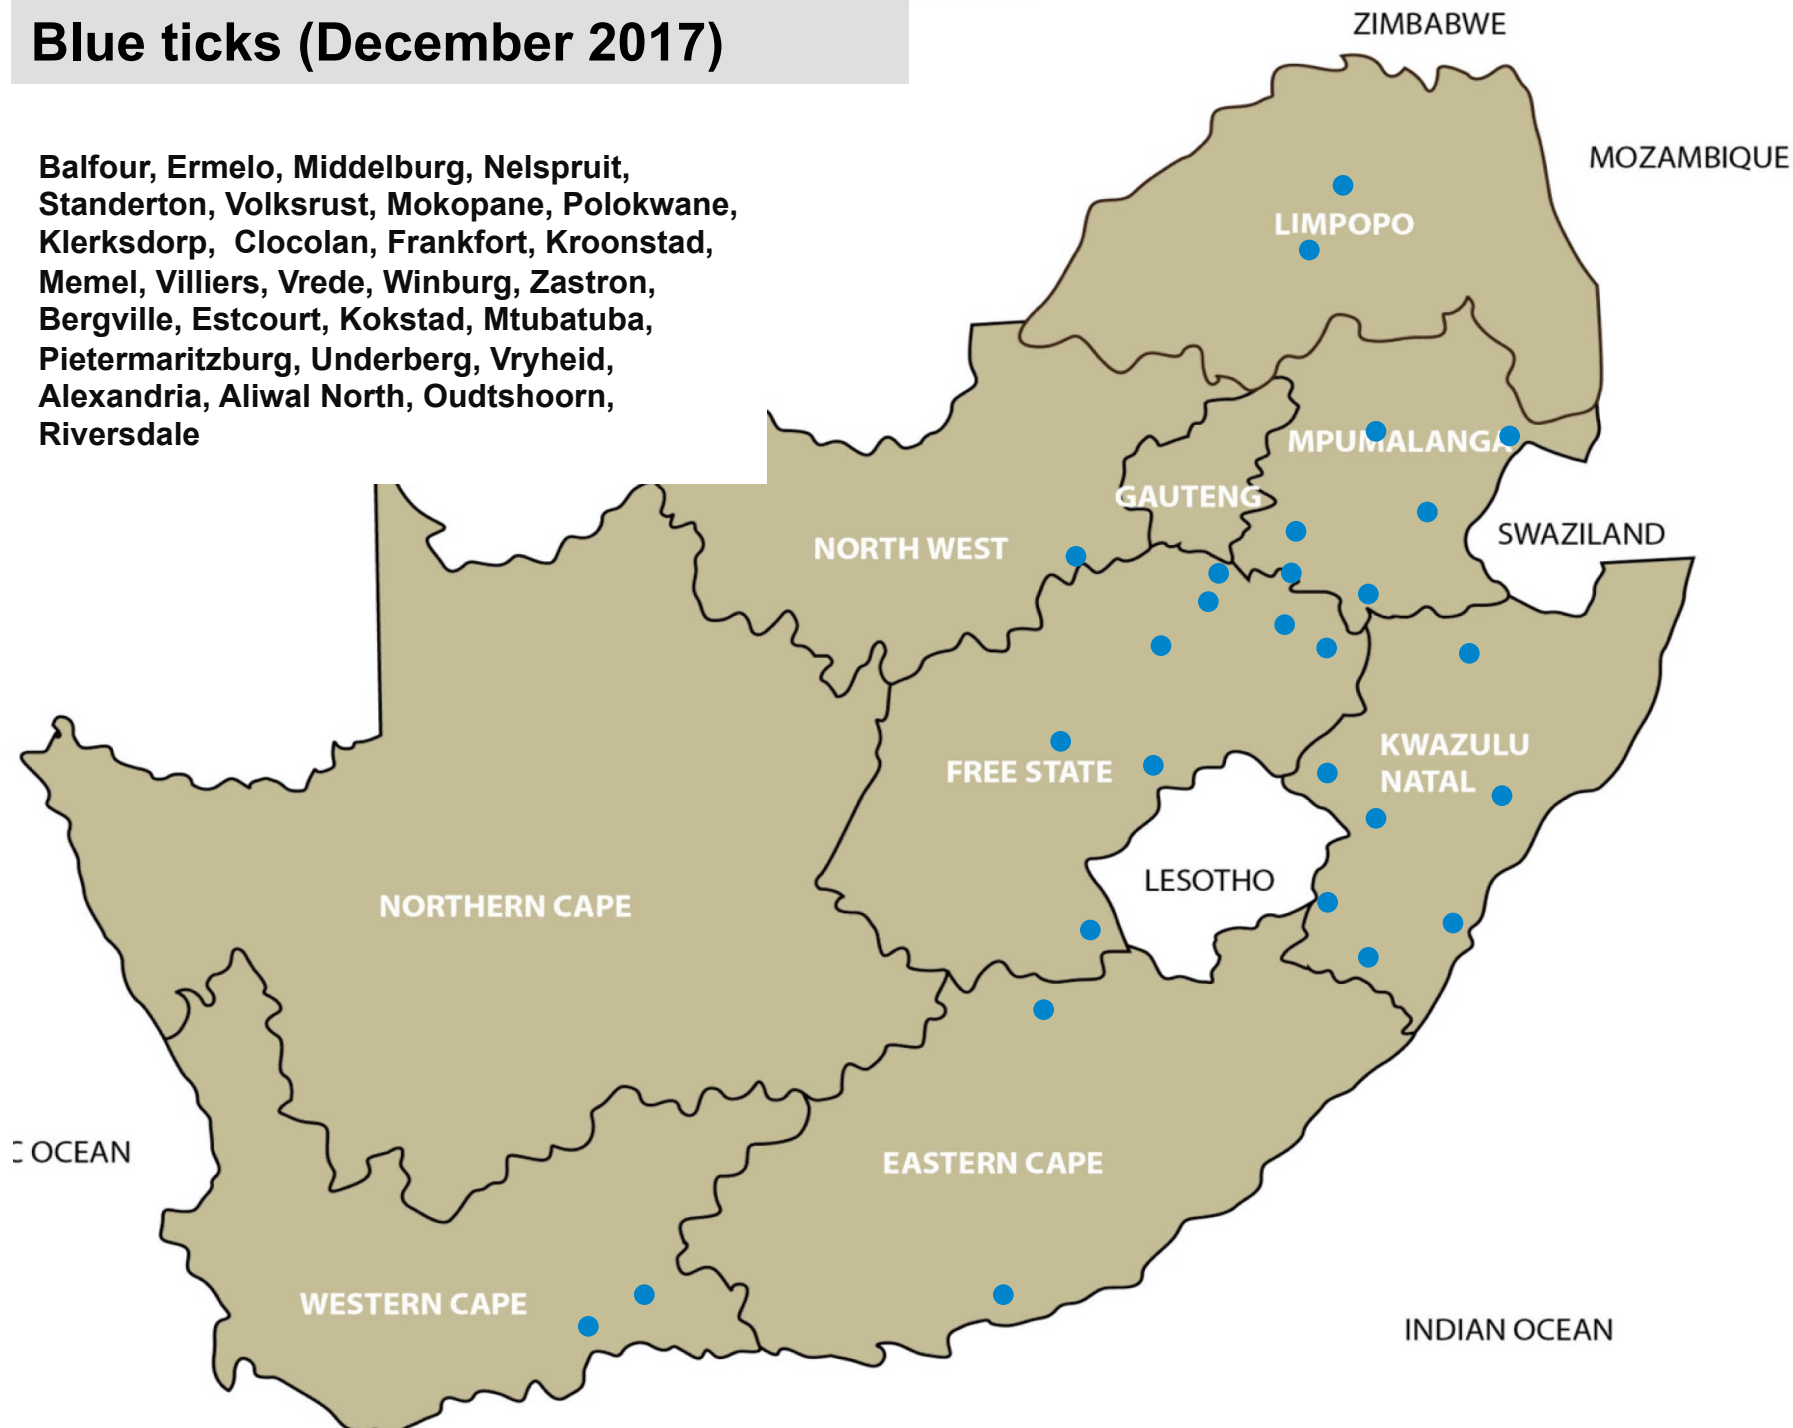 Blue ticks (December 2017)
Balfour, Ermelo, Middelburg, Nelspruit,
Standerton, Volksrust, Mokopane, Polokwane,
Klerksdorp,  Clocolan, Frankfort, Kroonstad,
Memel, Villiers, Vrede, Winburg, Zastron,
Bergville, Estcourt, Kokstad, Mtubatuba,
Pietermaritzburg, Underberg, Vryheid,
Alexandria, Aliwal North, Oudtshoorn,
Riversdale
ZIMBABWE
MOZAMBIQUE
LIMPOPO
MPUMALANGA
GAUTENG
SWAZILAND
NORTH WEST
KWAZULU
NATAL
FREE STATE
LESOTHO
NORTHERN CAPE
C OCEAN
EASTERN CAPE
WESTERN CAPE
INDIAN OCEAN